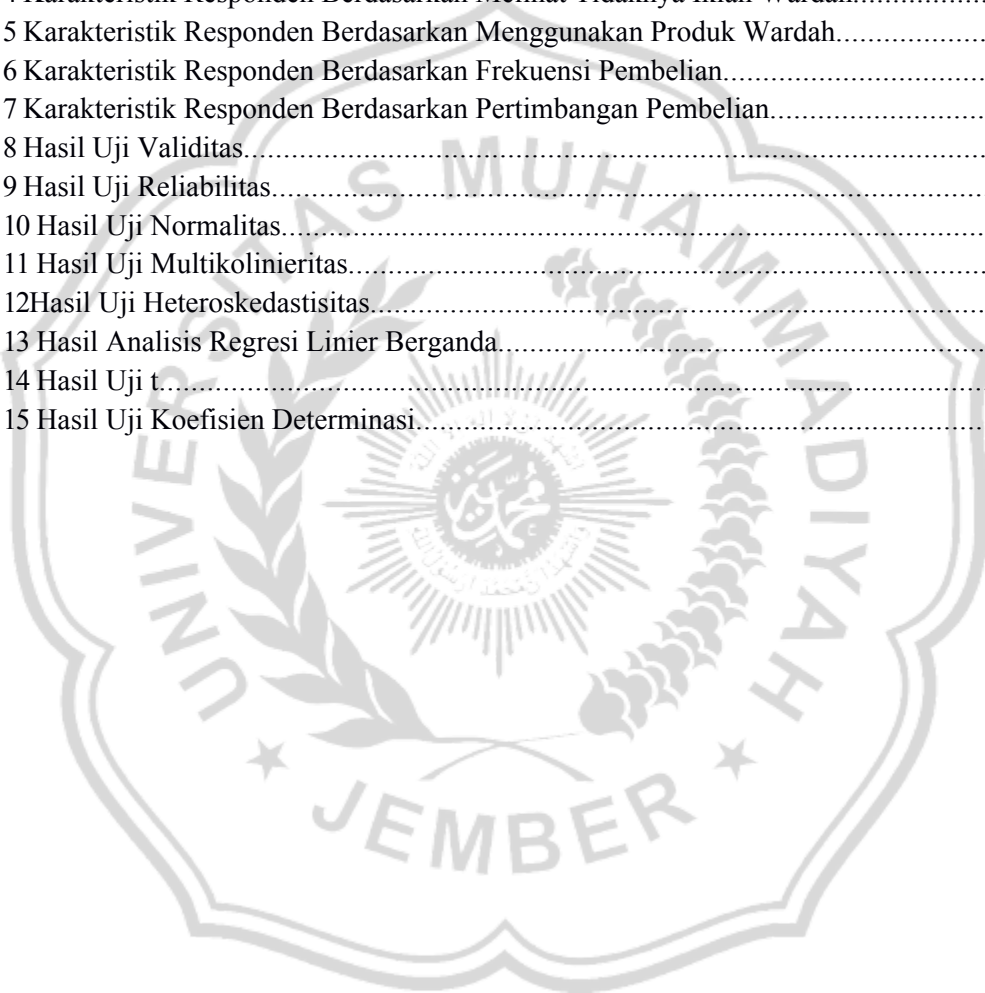 5 Karakteristik Responden Berdasarkan Menggunakan Produk Wardah
6 Karakteristik Responden Berdasarkan Frekuensi Pembelian
7 Karakteristik Responden Berdasarkan Pertimbangan Pembelian
8 Hasil Uji Validitas
9 Hasil Uji Reliabilitas
10 Hasil Uji Normalitas
11 Hasil Uji Multikolinieritas
12Hasil Uji Heteroskedastisitas
13 Hasil Analisis Regresi Linier Berganda
14 Hasil Uji t
15 Hasil Uji Koefisien Determinasi
UNIVERSITAS MUHAMMADIYAH
JEMBER